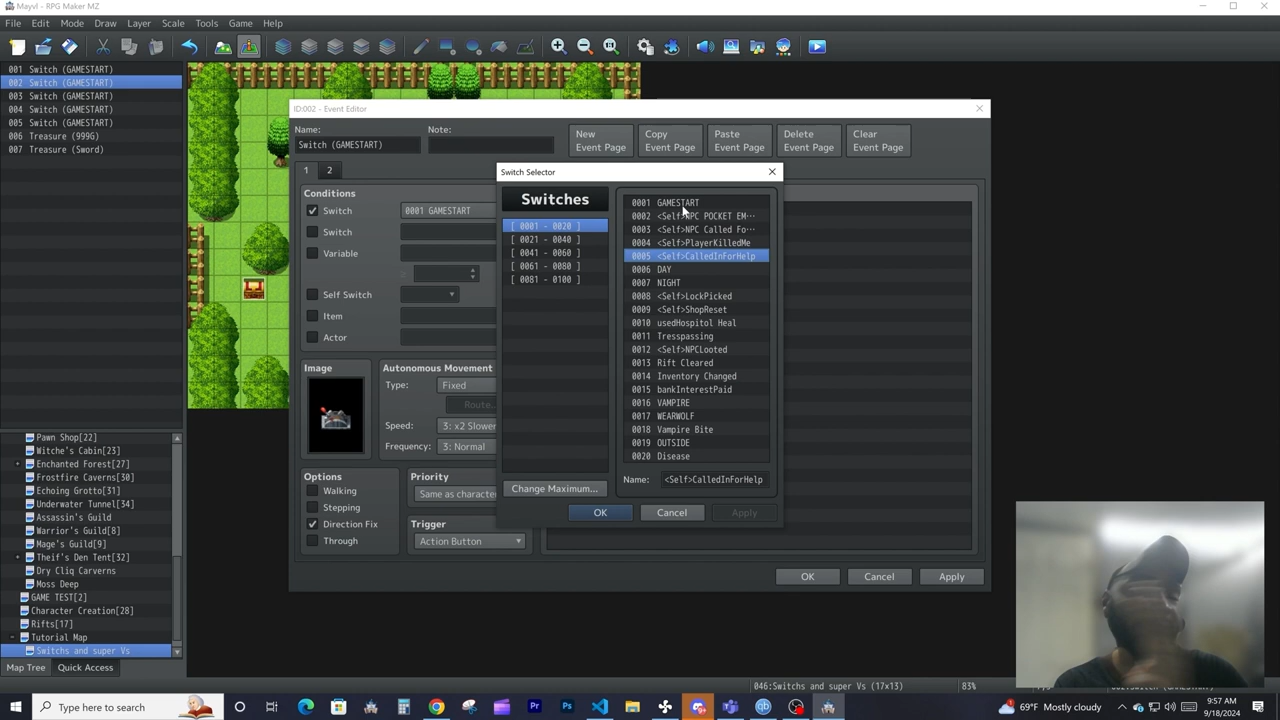 Mayvl - RPG Maker MZ
File Edit Mode Draw Layer Scale Tools Game Help
001 Switch (GAMESTART)
002 Switch (GAMESTART)
003 Switch (GAMESTART)
004 Switch (GAMESTART)
005 Switch (GAMESTART)
006 Treasure (999G)
007 Treasure (Sword)
Pawn Shop[22]
Witche's Cabin[23]
Enchanted Forest[27]
Frostfire Caverns[30]
Echoing Grotto[31]
Underwater Tunnel[34]
Assassin's Guild
Warrior's Guild[8]
Mage's Guild[9]
Theif's Den Tent[32]
Dry Cliq Carverns
Moss Deep
GAME TEST[2]
Character Creation[28]
Rifts[17]
Tutorial Map
Switchs and super Vs
Map Tree Quick Access
ID:002 - Event Editor
Name:
Switch (GAMESTART)
Note:
New
Event Page
Copy
Event Page
Paste
Event Page
Delete
Event Page
Clear
Event Page
1 2
Conditions
Switch 0001 GAMESTART
Switch
Variable
Self Switch
Item
Actor
Image
Autonomous Movement
Type: Fixed
Route...
Speed: 3: x2 Slower
Frequency: 3: Normal
Options
Walking
Stepping
Direction Fix
Through
Priority
Same as character
Trigger
Action Button
OK Cancel Apply
Switch Selector
Switches
[ 0001 - 0020 ]
[ 0021 - 0040 ]
[ 0041 - 0060 ]
[ 0061 - 0080 ]
[ 0081 - 0100 ]
Change Maximum...
0001 GAMESTART
0002 <Self>NPC POCKET EM...
0003 <Self>NPC Called Fo...
0004 <Self>PlayerKilledMe
0005 <Self>CalledInForHelp
0006 DAY
0007 NIGHT
0008 <Self>LockPicked
0009 <Self>ShopReset
0010 usedHospitol Heal
0011 Tresspassing
0012 <Self>NPCLooted
0013 Rift Cleared
0014 Inventory Changed
0015 bankInterestPaid
0016 VAMPIRE
0017 WEARWOLF
0018 Vampire Bite
0019 OUTSIDE
0020 Disease
Name: <Self>CalledInForHelp
OK Cancel Apply
046:Switchs and super Vs (17x13) 83%
Type here to search
69°F Mostly cloudy
9:57 AM
9/18/2024